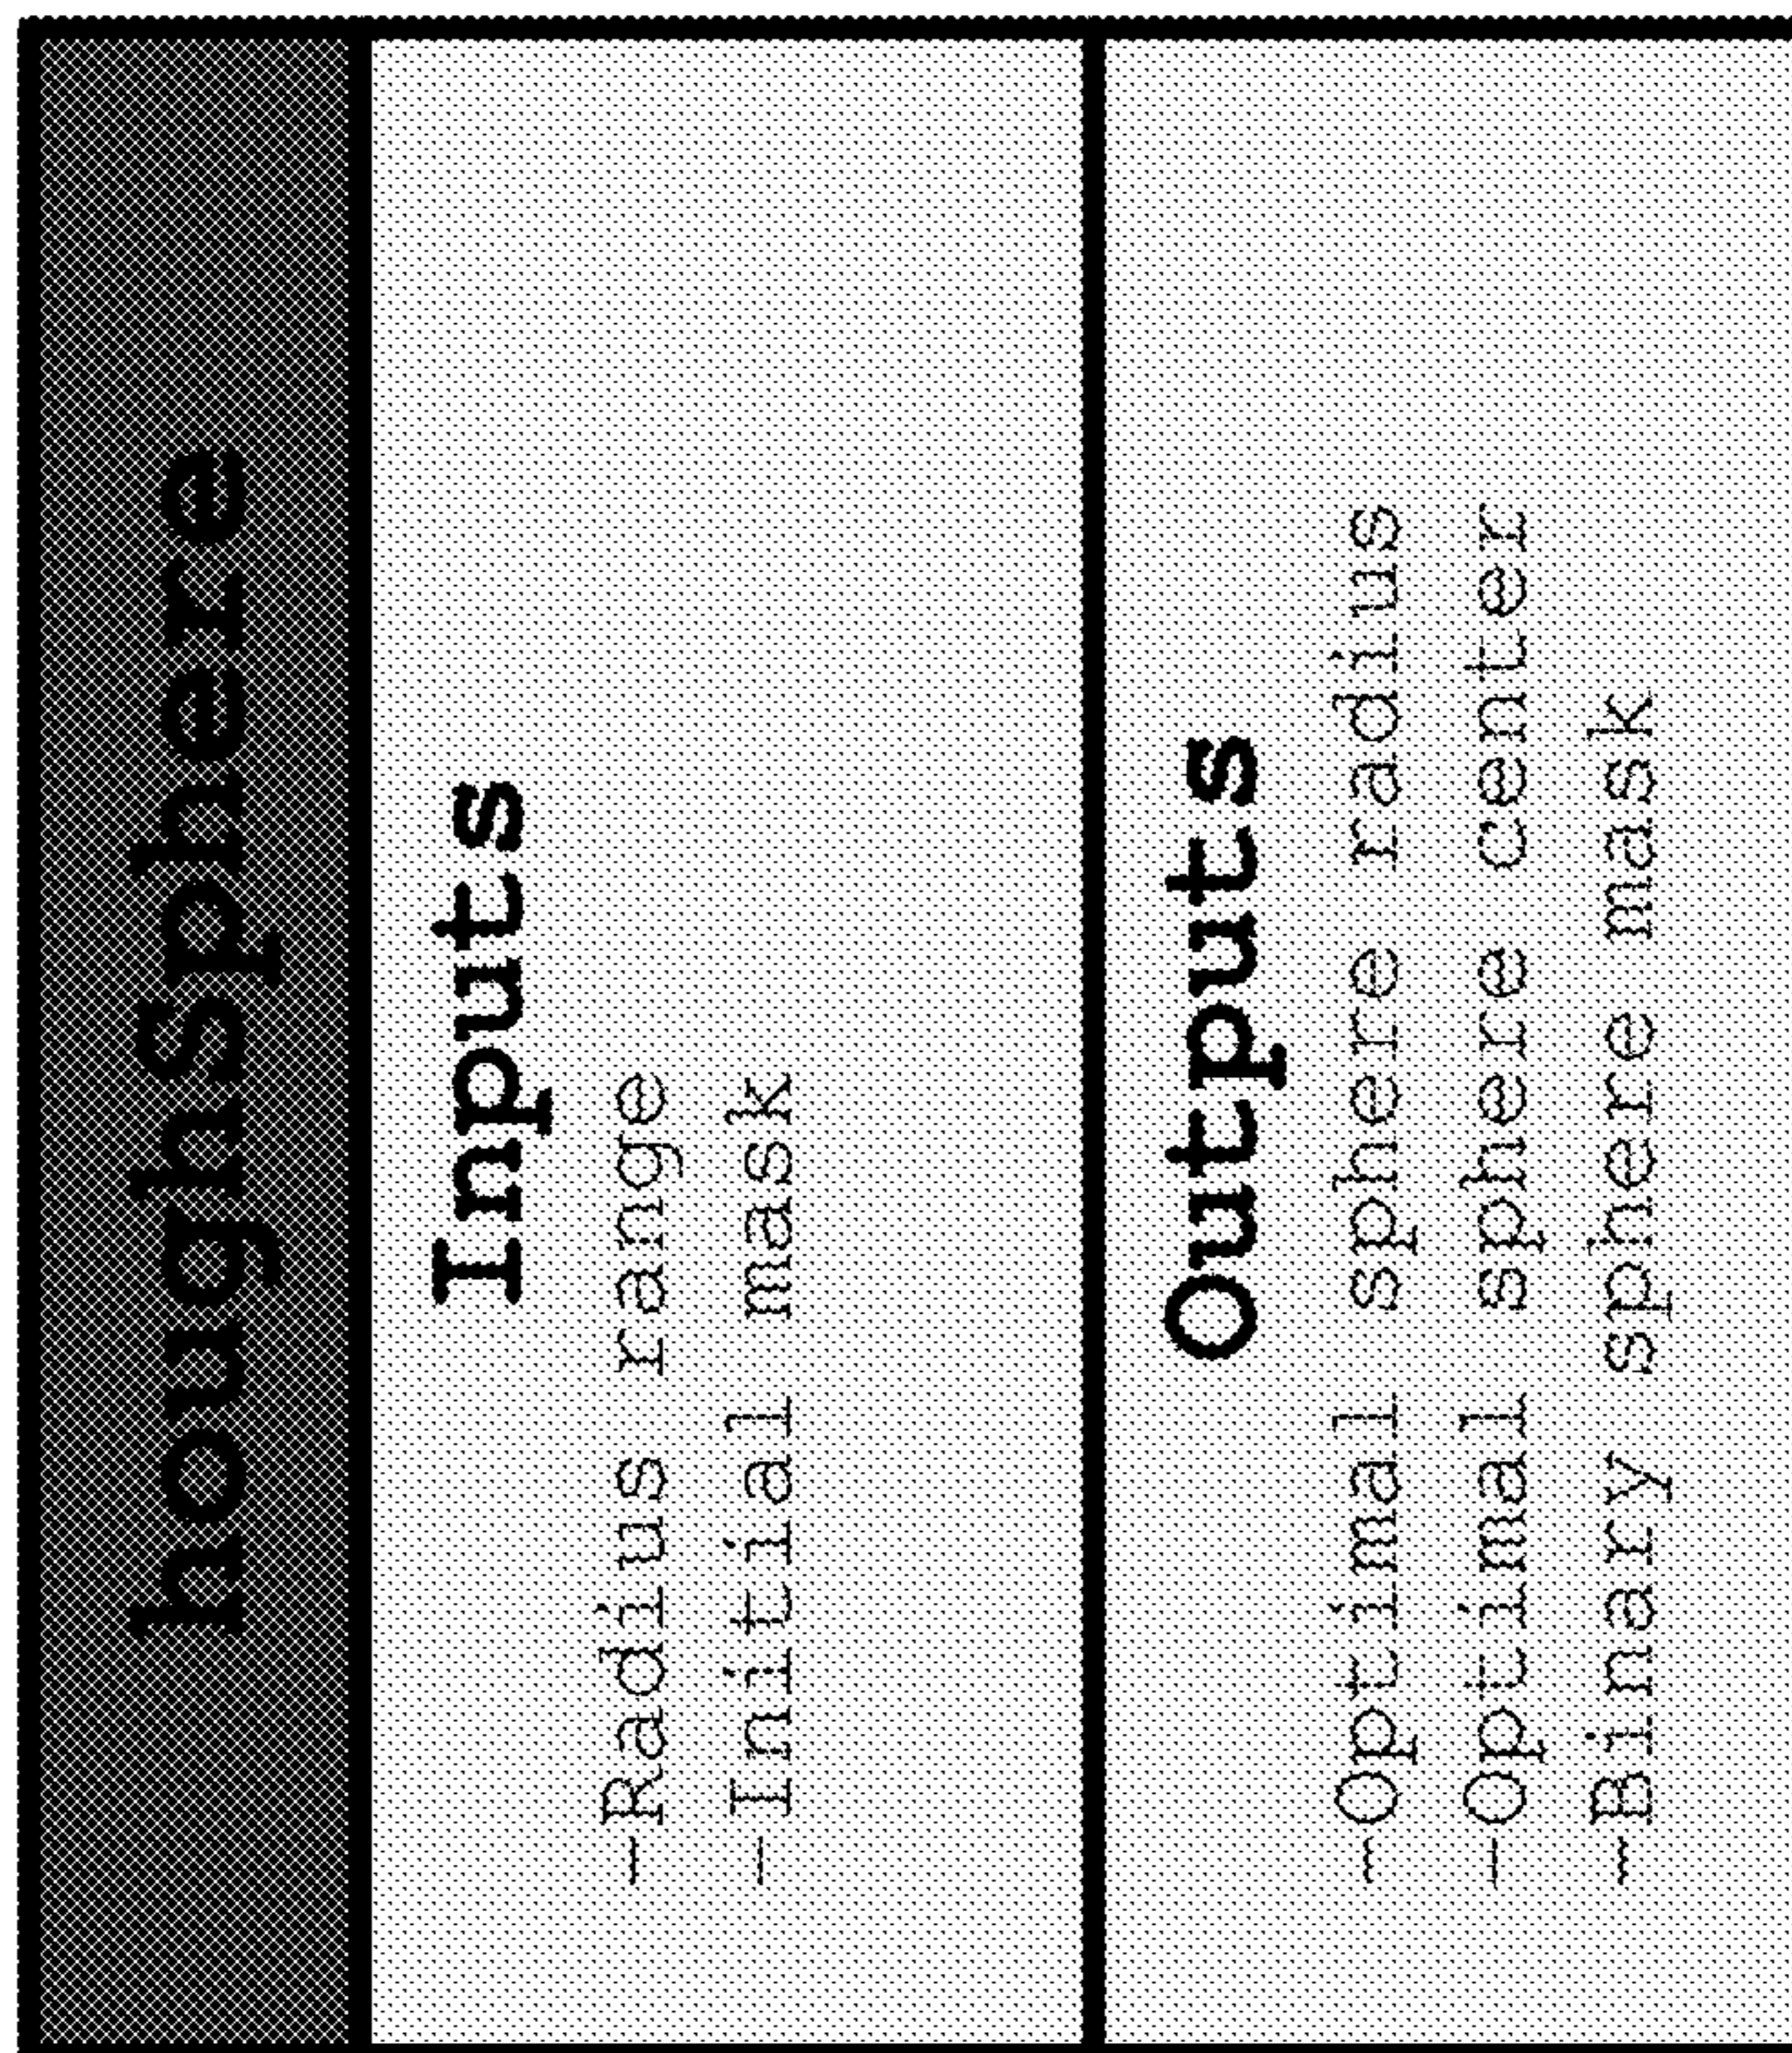 houghSphere
Inputs
-Radius range
-Initial mask
Outputs
-Optimal sphere radius
-Optimal sphere center
-Binary sphere mask